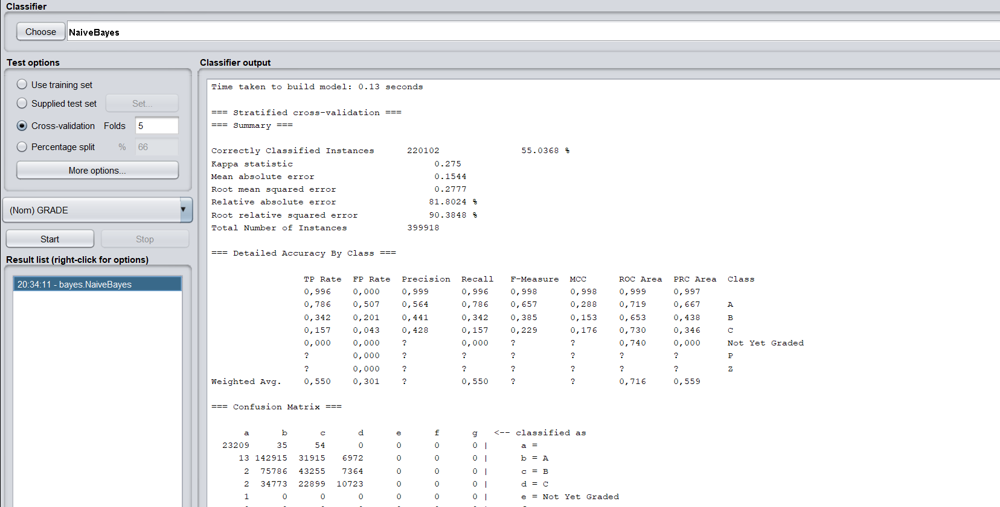 Classifier
Choose NaiveBayes
Test options
Use training set
Supplied test set Set...
Cross-validation Folds 5
Percentage split % 66
More options...
(Nom) GRADE
Start Stop
Result list (right-click for options)
20:34:11 - bayes.NaiveBayes
Classifier output
Time taken to build model: 0.13 seconds
=== Stratified cross-validation ===
=== Summary ===
Correctly Classified Instances 220102 55.0368 %
Kappa statistic 0.275
Mean absolute error 0.1544
Root mean squared error 0.2777
Relative absolute error 81.8024 %
Root relative squared error 90.3848 %
Total Number of Instances 399918
=== Detailed Accuracy By Class ===
TP Rate FP Rate Precision Recall F-Measure MCC ROC Area PRC Area Class
0,996 0,000 0,999 0,996 0,998 0,998 0,999 0,997
0,786 0,507 0,564 0,786 0,657 0,288 0,719 0,667 A
0,342 0,201 0,441 0,342 0,385 0,153 0,653 0,438 B
0,157 0,043 0,428 0,157 0,229 0,176 0,730 0,346 C
0,000 0,000 ? 0,000 ? ? 0,740 0,000 Not Yet Graded
? 0,000 ? ? ? ? ? ? P
? 0,000 ? ? ? ? ? ? Z
Weighted Avg. 0,550 0,301 ? 0,550 ? ? 0,716 0,559
=== Confusion Matrix ===
a b c d e f g <-- classified as
23209 35 54 0 0 0 0 | a =
13 142915 31915 6972 0 0 0 | b = A
2 75786 43255 7364 0 0 0 | c = B
2 34773 22899 10723 0 0 0 | d = C
1 0 0 0 0 0 0 | e = Not Yet Graded